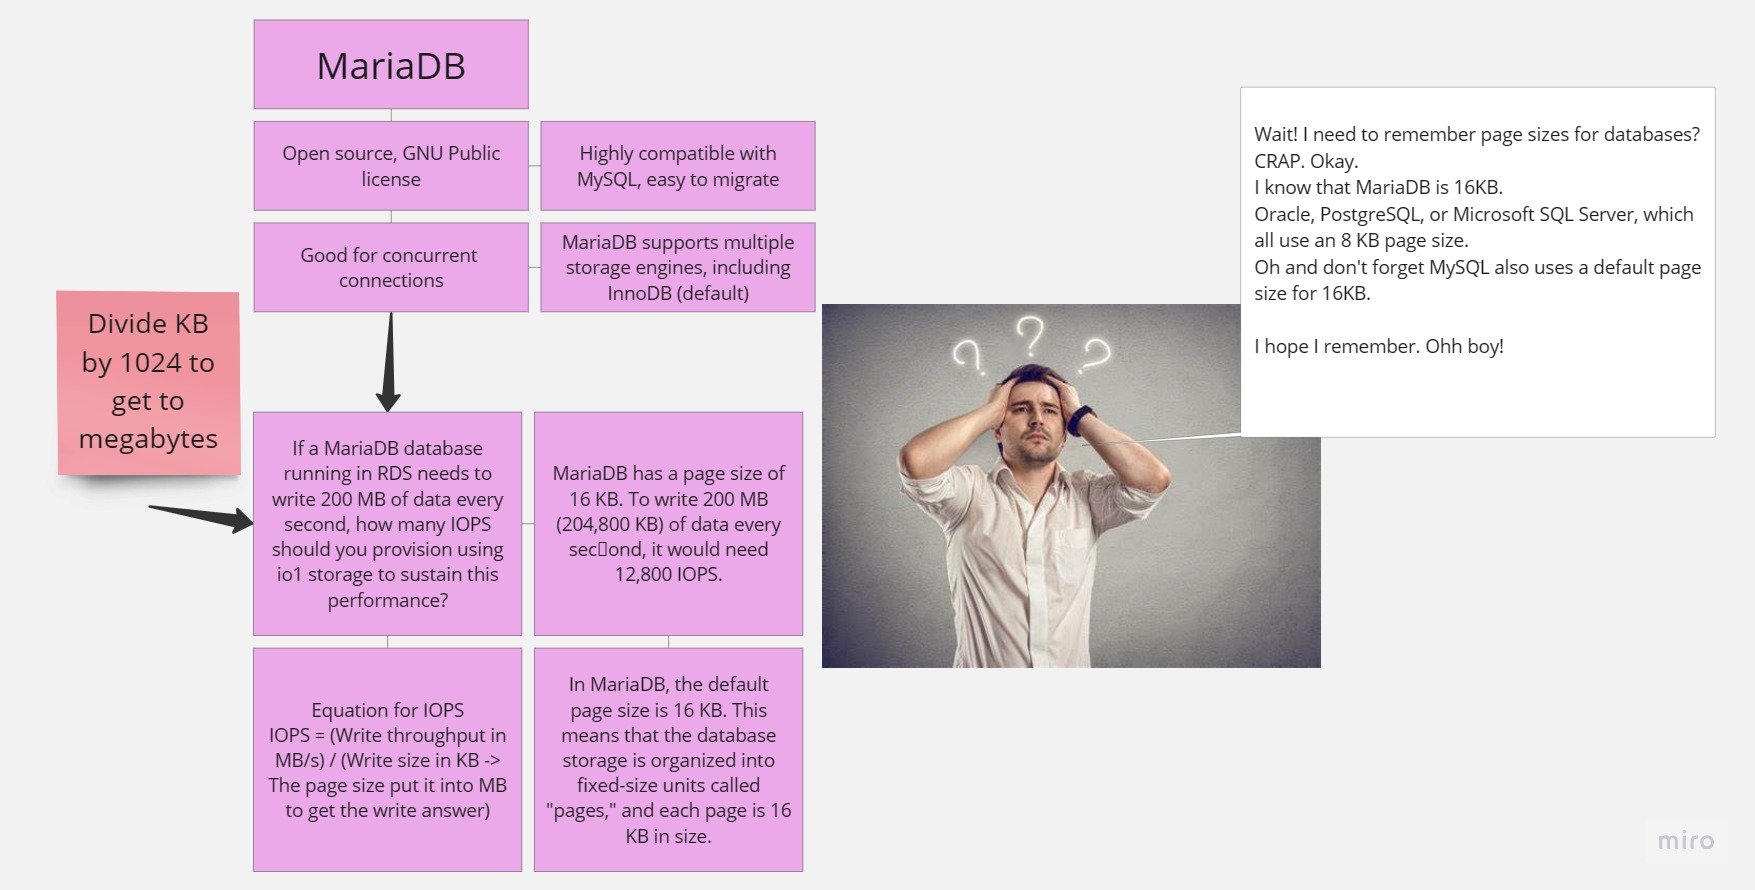 MariaDB
Open source, GNU Public
license
Highly compatible with
MySQL, easy to migrate
Good for concurrent
connections
MariaDB supports multiple
storage engines, including
InnoDB (default)
Divide KB
by 1024 to
get to
megabytes
If a MariaDB database
running in RDS needs to
write 200 MB of data every
second, how many IOPS
should you provision using
io1 storage to sustain this
performance?
MariaDB has a page size of
16 KB. To write 200 MB
(204,800 KB) of data every
sec▯ond, it would need
12,800 IOPS.
Equation for IOPS
IOPS = (Write throughput in
MB/s) / (Write size in KB ->
The page size put it into MB
to get the write answer)
In MariaDB, the default
page size is 16 KB. This
means that the database
storage is organized into
fixed-size units called
"pages," and each page is 16
KB in size.
? ? ?
Wait! I need to remember page sizes for databases?
CRAP. Okay.
I know that MariaDB is 16KB.
Oracle, PostgreSQL, or Microsoft SQL Server, which
all use an 8 KB page size.
Oh and don't forget MySQL also uses a default page
size for 16KB.
I hope I remember. Ohh boy!
miro